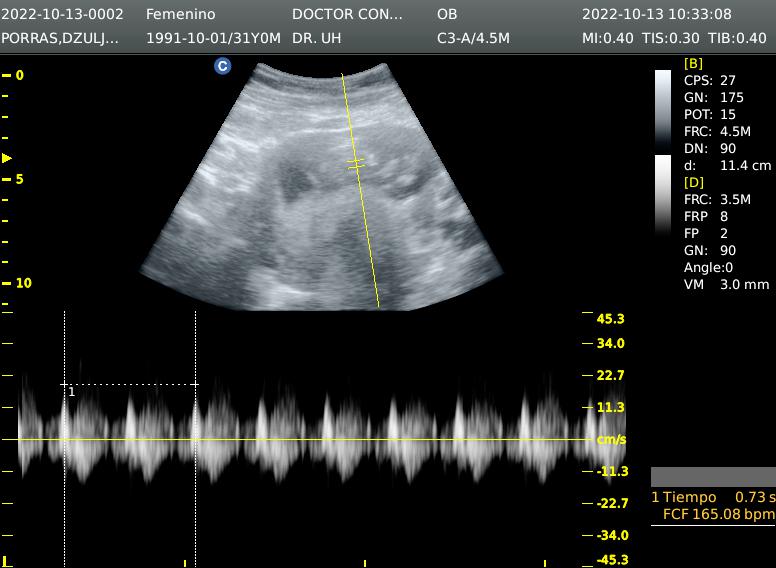 2022-10-13-0002 Femenino DOCTOR CON... OB 2022-10-13 10:33:08
PORRAS,DZULJ... 1991-10-01/31Y0M DR. UH C3-A/4.5M MI:0.40 TIS:0.30 TIB:0.40
C
0
5
10
[B]
CPS: 27
GN: 175
POT: 15
FRC: 4.5M
DN: 90
d: 11.4 cm
[D]
FRC: 3.5M
FRP 8
FP 2
GN: 90
Angle:0
VM 3.0 mm
45.3
34.0
22.7
11.3
cm/s
-11.3
-22.7
-34.0
-45.3
1
1 Tiempo 0.73 s
FCF 165.08 bpm